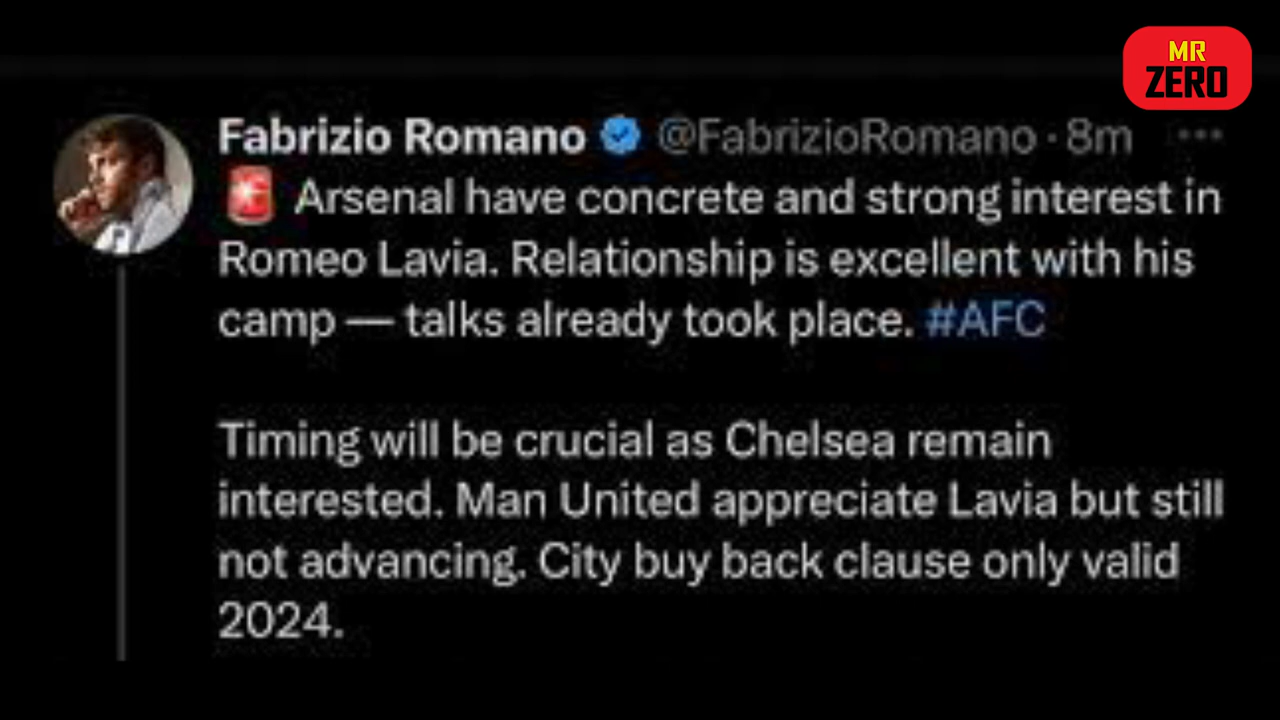 MR
ZERO
Fabrizio Romano @FabrizioRomano · 8m
🚨 Arsenal have concrete and strong interest in
Romeo Lavia. Relationship is excellent with his
camp — talks already took place. #AFC
Timing will be crucial as Chelsea remain
interested. Man United appreciate Lavia but still
not advancing. City buy back clause only valid
2024.